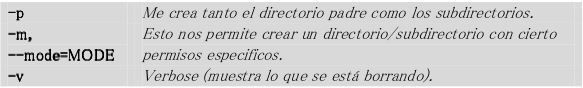 -p Me crea tanto el directorio padre como los subdirectorios.
-m, Esto nos permite crear un directorio/subdirectorio con cierto
--mode=MODE permisos especificos.
-v Verbose (muestra lo que se está borrando).